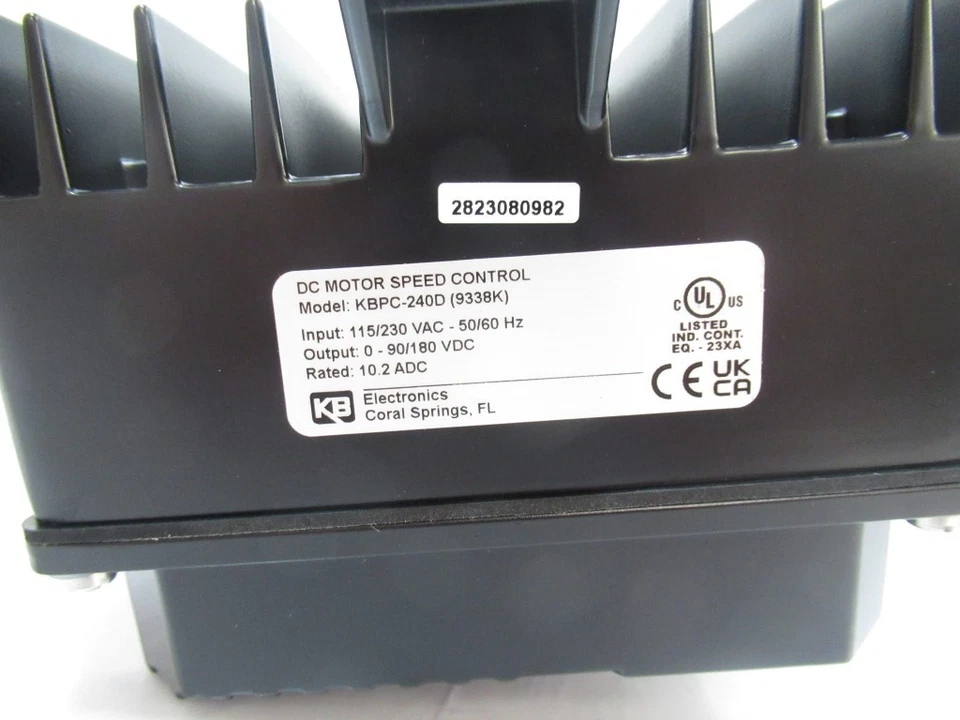 2823080982
DC MOTOR SPEED CONTROL
Model: KBPC-240D (9338K)
Input: 115/230 VAC - 50/60 Hz
Output: 0 - 90/180 VDC
Rated: 10.2 ADC
KB Electronics
Coral Springs, FL
C UL US
LISTED
IND. CONT.
EQ. - 23XA
CE UK
CA